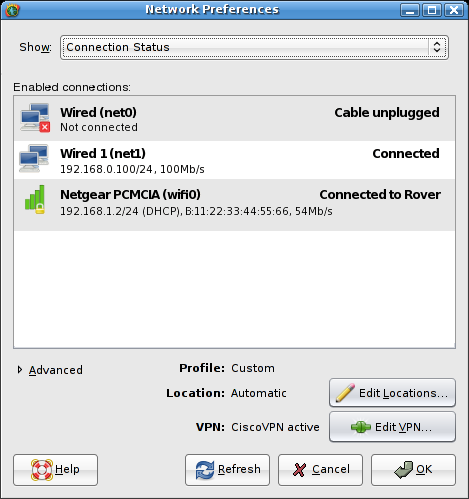 Network Preferences
Show: Connection Status
Enabled connections:
Wired (net0) Cable unplugged
Not connected
Wired 1 (net1) Connected
192.168.0.100/24, 100Mb/s
Netgear PCMCIA (wifi0) Connected to Rover
192.168.1.2/24 (DHCP), B:11:22:33:44:55:66, 54Mb/s
Advanced Profile: Custom
Location: Automatic Edit Locations...
VPN: CiscoVPN active Edit VPN...
Help Refresh Cancel OK